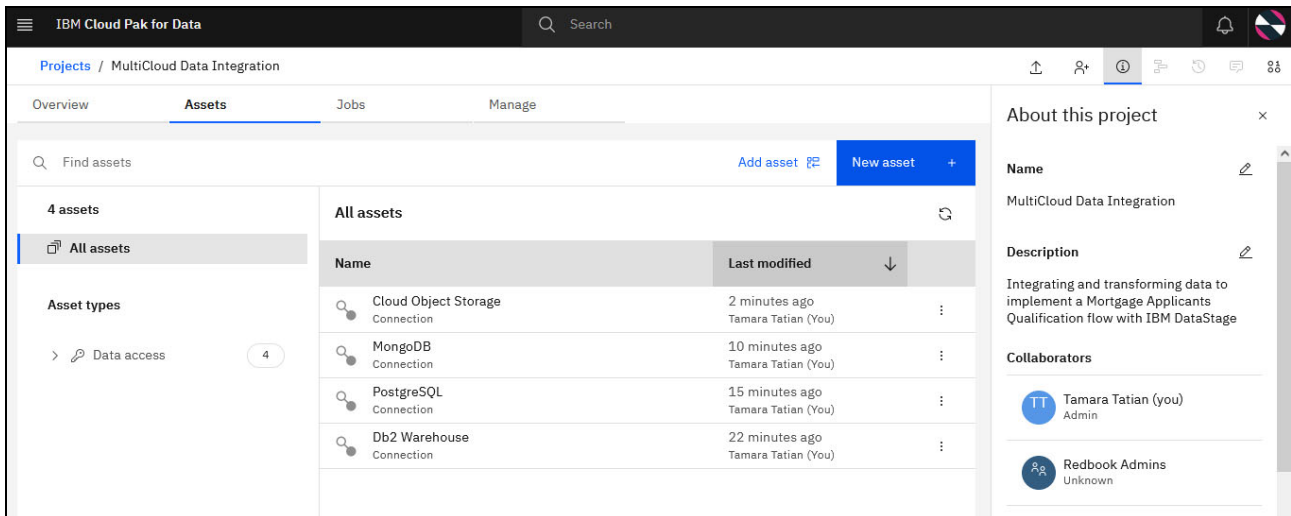 IBM Cloud Pak for Data
Search
Projects / MultiCloud Data Integration
Overview
Assets
Jobs
Manage
Find assets
Add asset
New asset +
4 assets
All assets
Asset types
Data access
4
All assets
Name
Last modified
Cloud Object Storage
Connection
2 minutes ago
Tamara Tatian (You)
MongoDB
Connection
10 minutes ago
Tamara Tatian (You)
PostgreSQL
Connection
15 minutes ago
Tamara Tatian (You)
Db2 Warehouse
Connection
22 minutes ago
Tamara Tatian (You)
About this project
Name
MultiCloud Data Integration
Description
Integrating and transforming data to
implement a Mortgage Applicants
Qualification flow with IBM DataStage
Collaborators
TT
Tamara Tatian (you)
Admin
Redbook Admins
Unknown